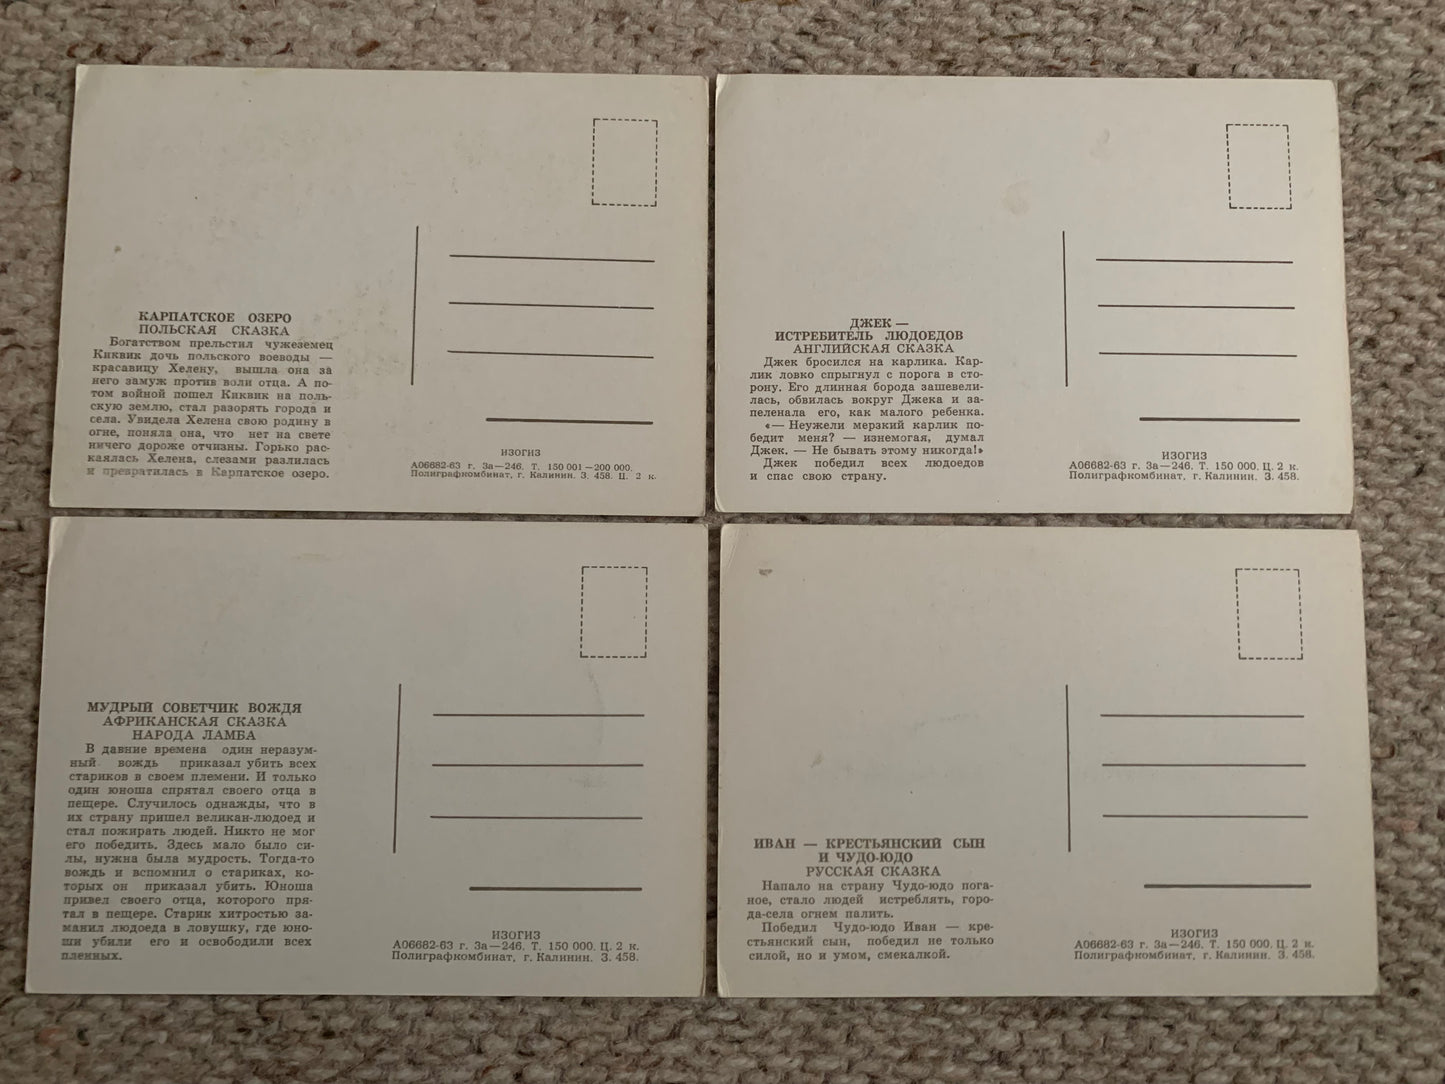 КАРПАТСКОЕ ОЗЕРО
ПОЛЬСКАЯ СКАЗКА
Богатством прельстил чужеземец
Киквик дочь польского воеводы —
красавицу Хелену, вышла она за
него замуж против воли отца. А по-
том войной пошел Киквик на поль-
скую землю, стал разорять города и
села. Увидела Хелена свою родину в
огне, поняла она, что нет на свете
ничего дороже отчизны. Горько рас-
каялась Хелена, слезами разлилась
и превратилась в Карпатское озеро.
ИЗОГИЗ
А06682-63 г. За—246. Т. 150 001—200 000.
Полиграфкомбинат, г. Калинин. З. 458. Ц. 2 к.
ДЖЕК —
ИСТРЕБИТЕЛЬ ЛЮДОЕДОВ
АНГЛИЙСКАЯ СКАЗКА
Джек бросился на карлика. Кар-
лик ловко спрыгнул с порога в сто-
рону. Его длинная борода зашевели-
лась, обвилась вокруг Джека и за-
пеленала его, как малого ребенка.
«— Неужели мерзкий карлик по-
бедит меня? — изнемогая, думал
Джек. — Не бывать этому никогда!»
Джек победил всех людоедов
и спас свою страну.
ИЗОГИЗ
А06682-63 г. За—246. Т. 150 000. Ц. 2 к.
Полиграфкомбинат, г. Калинин. З. 458.
МУДРЫЙ СОВЕТЧИК ВОЖДЯ
АФРИКАНСКАЯ СКАЗКА
НАРОДА ЛАМБА
В давние времена один неразум-
ный вождь приказал убить всех
стариков в своем племени. И только
один юноша спрятал своего отца в
пещере. Случилось однажды, что в
их страну пришел великан-людоед и
стал пожирать людей. Никто не мог
его победить. Здесь мало было си-
лы, нужна была мудрость. Тогда-то
вождь и вспомнил о стариках, ко-
торых он приказал убить. Юноша
привел своего отца, которого пря-
тал в пещере. Старик хитростью за-
манил людоеда в ловушку, где юно-
ши убили его и освободили всех
пленных.
ИЗОГИЗ
А06682-63 г. За—246. Т. 150 000. Ц. 2 к.
Полиграфкомбинат, г. Калинин. З. 458.
ИВАН — КРЕСТЬЯНСКИЙ СЫН
И ЧУДО-ЮДО
РУССКАЯ СКАЗКА
Напало на страну Чудо-юдо пога-
ное, стало людей истреблять, горо-
да-села огнем палить.
Победил Чудо-юдо Иван — кре-
стьянский сын, победил не только
силой, но и умом, смекалкой.
ИЗОГИЗ
А06682-63 г. За—246. Т. 150 000. Ц. 2 к.
Полиграфкомбинат, г. Калинин. З. 458.